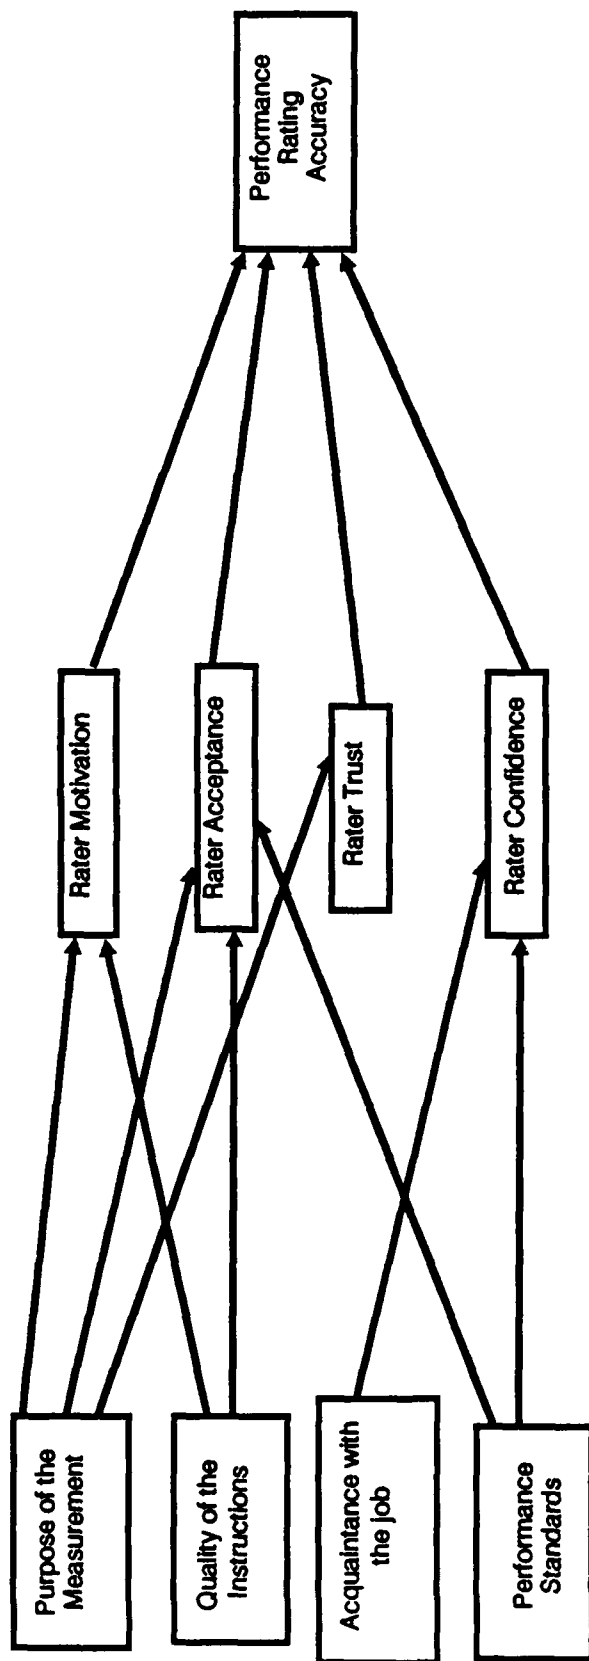 Purpose of the
Measurement
Quality of the
Instructions
Acquaintance with
the job
Performance
Standards
Rater Motivation
Rater Acceptance
Rater Trust
Rater Confidence
Performance
Rating
Accuracy